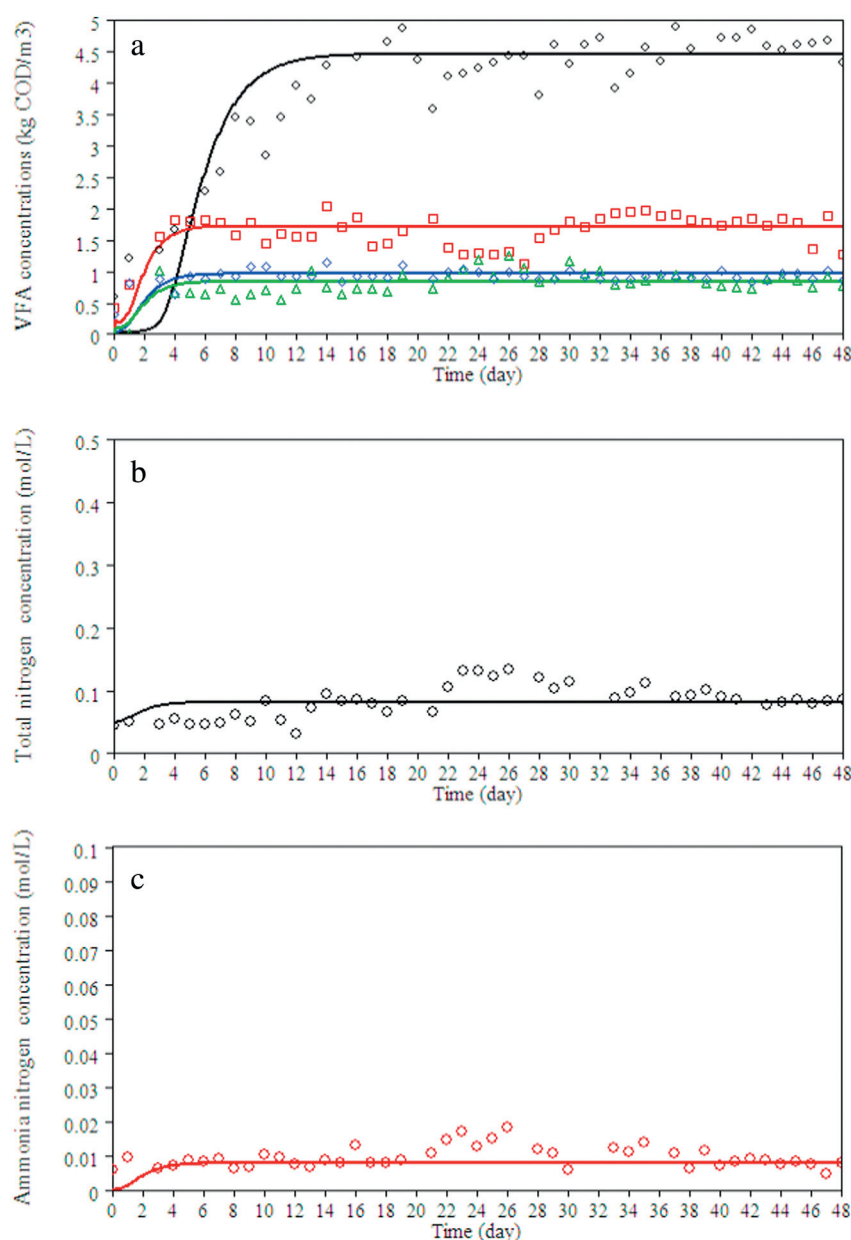 a
VFA concentrations (kg COD/m3)
5
4.5
4
3.5
3
2.5
2
1.5
1
0.5
0
0 2 4 6 8 10 12 14 16 18 20 22 24 26 28 30 32 34 36 38 40 42 44 46 48
Time (day)
b
Total nitrogen concentration (mol/L)
0.5
0.4
0.3
0.2
0.1
0
0 2 4 6 8 10 12 14 16 18 20 22 24 26 28 30 32 34 36 38 40 42 44 46 48
Time (day)
c
Ammonia nitrogen concentration (mol/L)
0.1
0.09
0.08
0.07
0.06
0.05
0.04
0.03
0.02
0.01
0
0 2 4 6 8 10 12 14 16 18 20 22 24 26 28 30 32 34 36 38 40 42 44 46 48
Time (day)